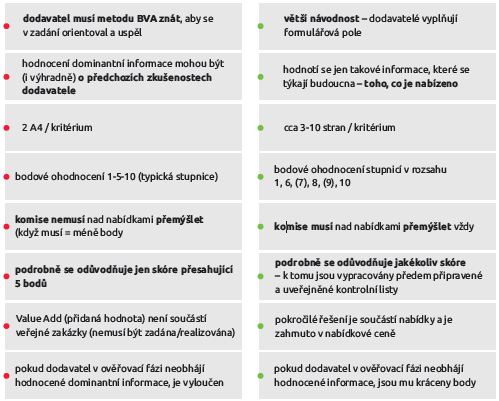 dodavatel musí metodu BVA znát, aby se
v zadání orientoval a uspěl
větší návodnost – dodavatelé vyplňují
formulářová pole
hodnocení dominantní informace mohou být
(i výhradně) o předchozích zkušenostech
dodavatele
hodnotí se jen takové informace, které se
týkají budoucna – toho, co je nabízeno
2 A4 / kritérium
cca 3-10 stran / kritérium
bodové ohodnocení 1-5-10 (typická stupnice)
bodové ohodnocení stupnicí v rozsahu
1, 6, (7), 8, (9), 10
komise nemusí nad nabídkami přemýšlet
(když musí = méně body
komise musí nad nabídkami přemýšlet vždy
podrobně se odůvodňuje jen skóre přesahující
5 bodů
podrobně se odůvodňuje jakékoliv skóre
– k tomu jsou vypracovány předem připravené
a uveřejněné kontrolní listy
Value Add (přidaná hodnota) není součástí
veřejné zakázky (nemusí být zadána/realizována)
pokročilé řešení je součástí nabídky a je
zahrnuto v nabídkové ceně
pokud dodavatel v ověřovací fázi neobhájí
hodnocené dominantní informace, je vyloučen
pokud dodavatel v ověřovací fázi neobhájí
hodnocené informace, jsou mu kráceny body